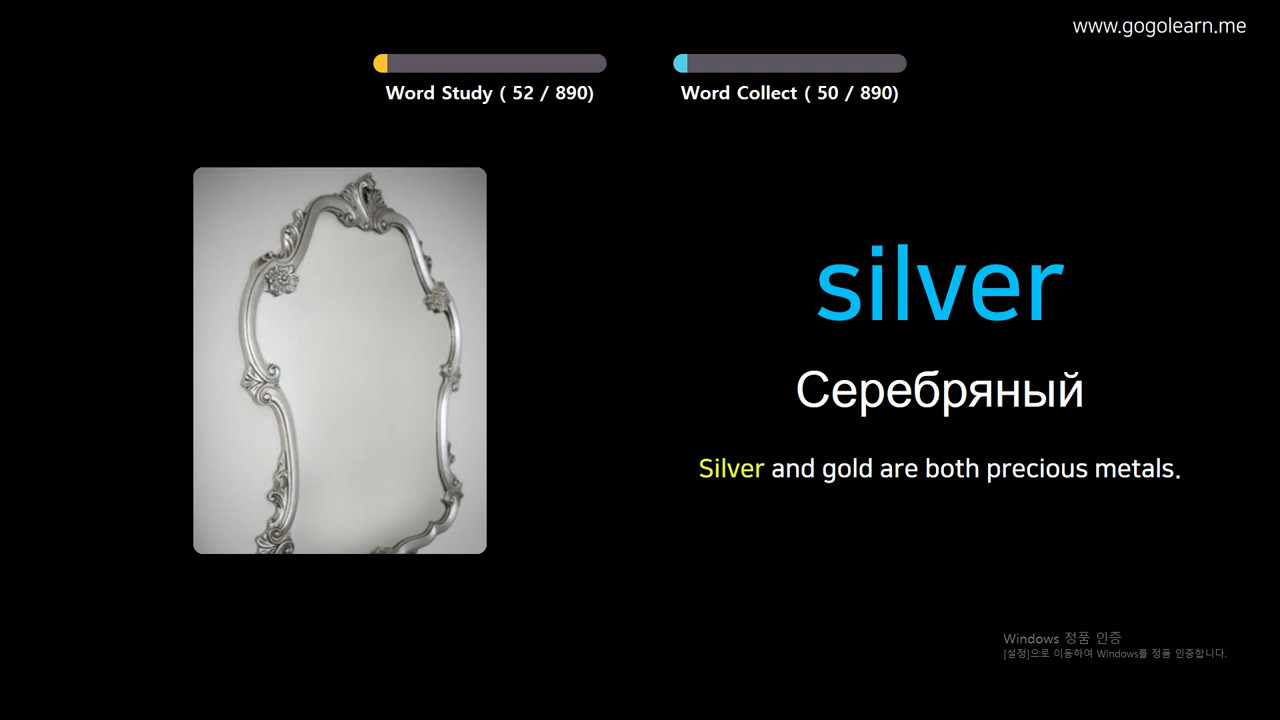 www.gogolearn.me
Word Study ( 52 / 890)
Word Collect ( 50 / 890)
silver
Серебряный
Silver and gold are both precious metals.
Windows 정품 인증
[설정]으로 이동하여 Windows를 정품 인증합니다.